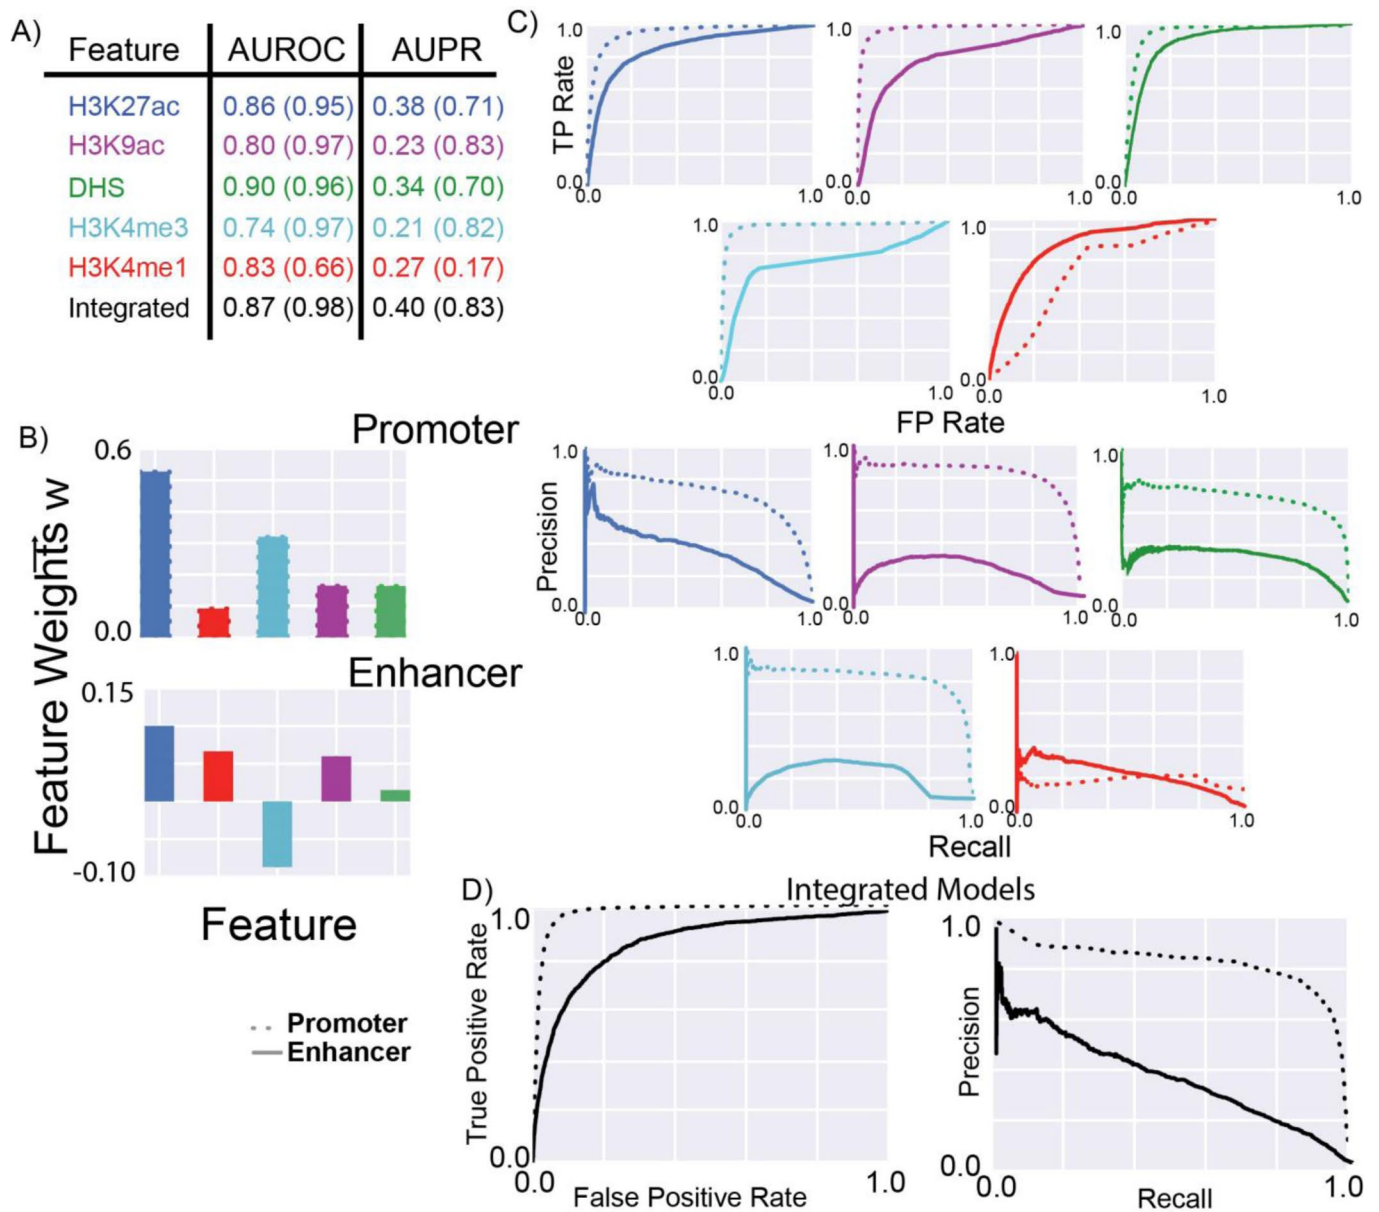 A)
Feature AUROC AUPR
H3K27ac 0.86 (0.95) 0.38 (0.71)
H3K9ac 0.80 (0.97) 0.23 (0.83)
DHS 0.90 (0.96) 0.34 (0.70)
H3K4me3 0.74 (0.97) 0.21 (0.82)
H3K4me1 0.83 (0.66) 0.27 (0.17)
Integrated 0.87 (0.98) 0.40 (0.83)
C)
TP Rate
1.0
0.0
0.0 1.0
1.0
0.0
0.0 1.0
1.0
0.0
0.0 1.0
1.0
0.0
0.0 1.0
1.0
0.0
0.0 1.0
FP Rate
B)
Promoter
0.6
0.0
Feature Weights w
Enhancer
0.15
-0.10
Feature
Promoter
Enhancer
Precision
1.0
0.0
0.0 1.0
1.0
0.0
0.0 1.0
1.0
0.0
0.0 1.0
1.0
0.0
0.0 1.0
1.0
0.0
0.0 1.0
Recall
D)
Integrated Models
True Positive Rate
1.0
0.0
0.0 1.0
False Positive Rate
Precision
1.0
0.0
0.0 1.0
Recall